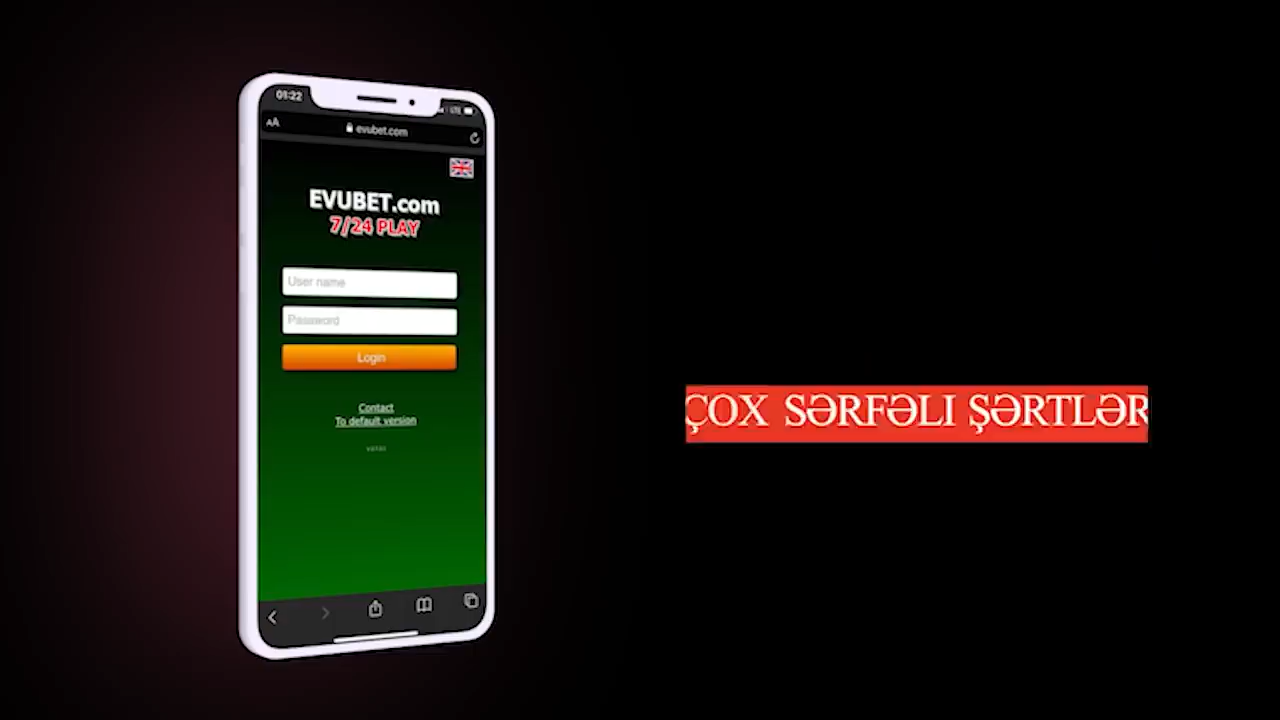 01:22
LTE
AA
evubet.com
EVUBET.com
7/24 PLAY
User name
Password
Login
Contact
To default version
ÇOX SƏRFƏLI ŞƏRTLƏR